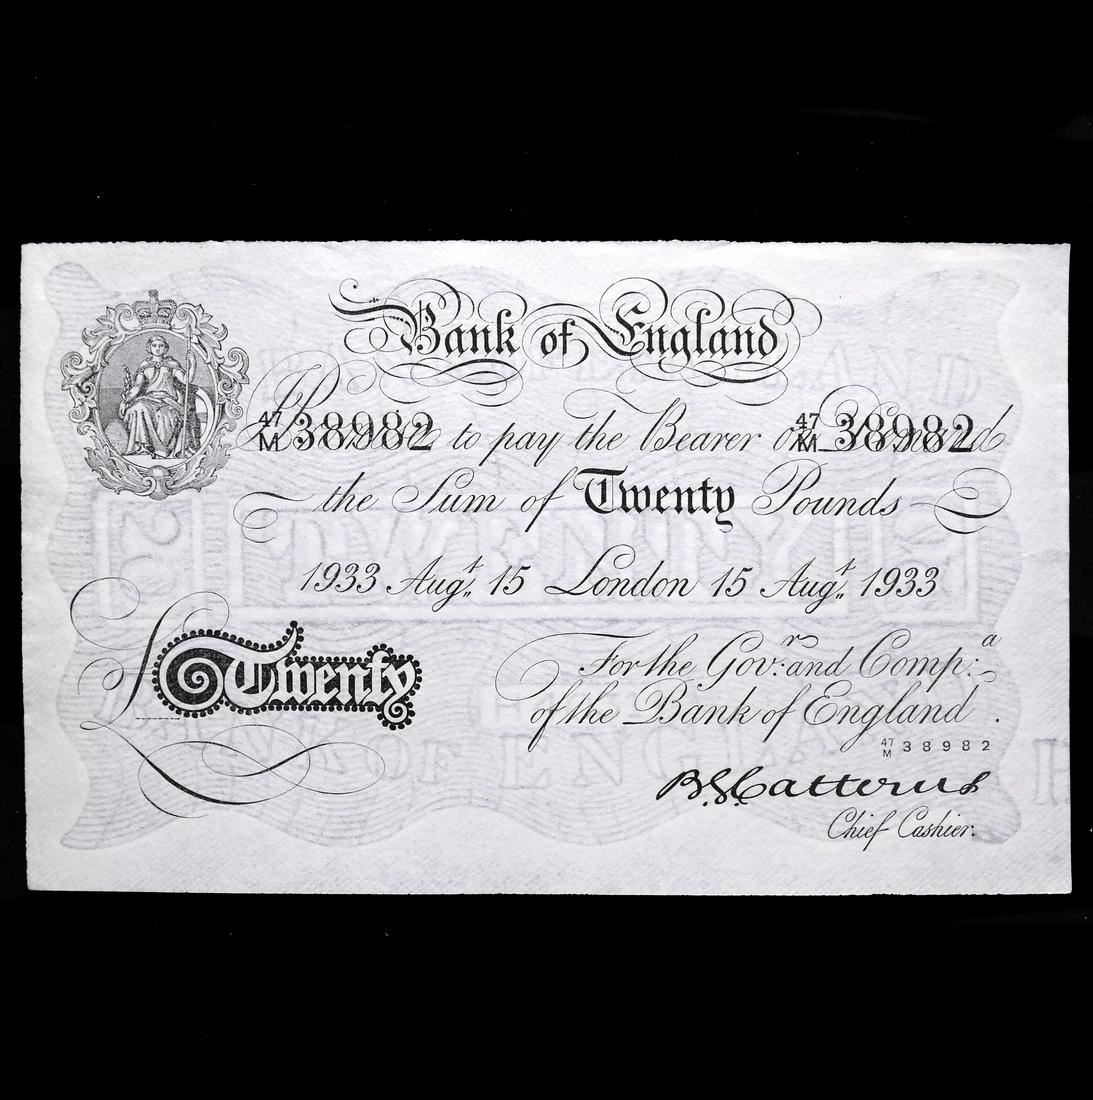 Bank of England
47/M 38982 Promise to pay the Bearer on Demand 47/M 38982
the Sum of Twenty Pounds
1933 Augt. 15 London 15 Augt. 1933
£Twenty
For the Govr: and Compa:
of the Bank of England.
47/M 38982
B.G. Catterns
Chief Cashier.